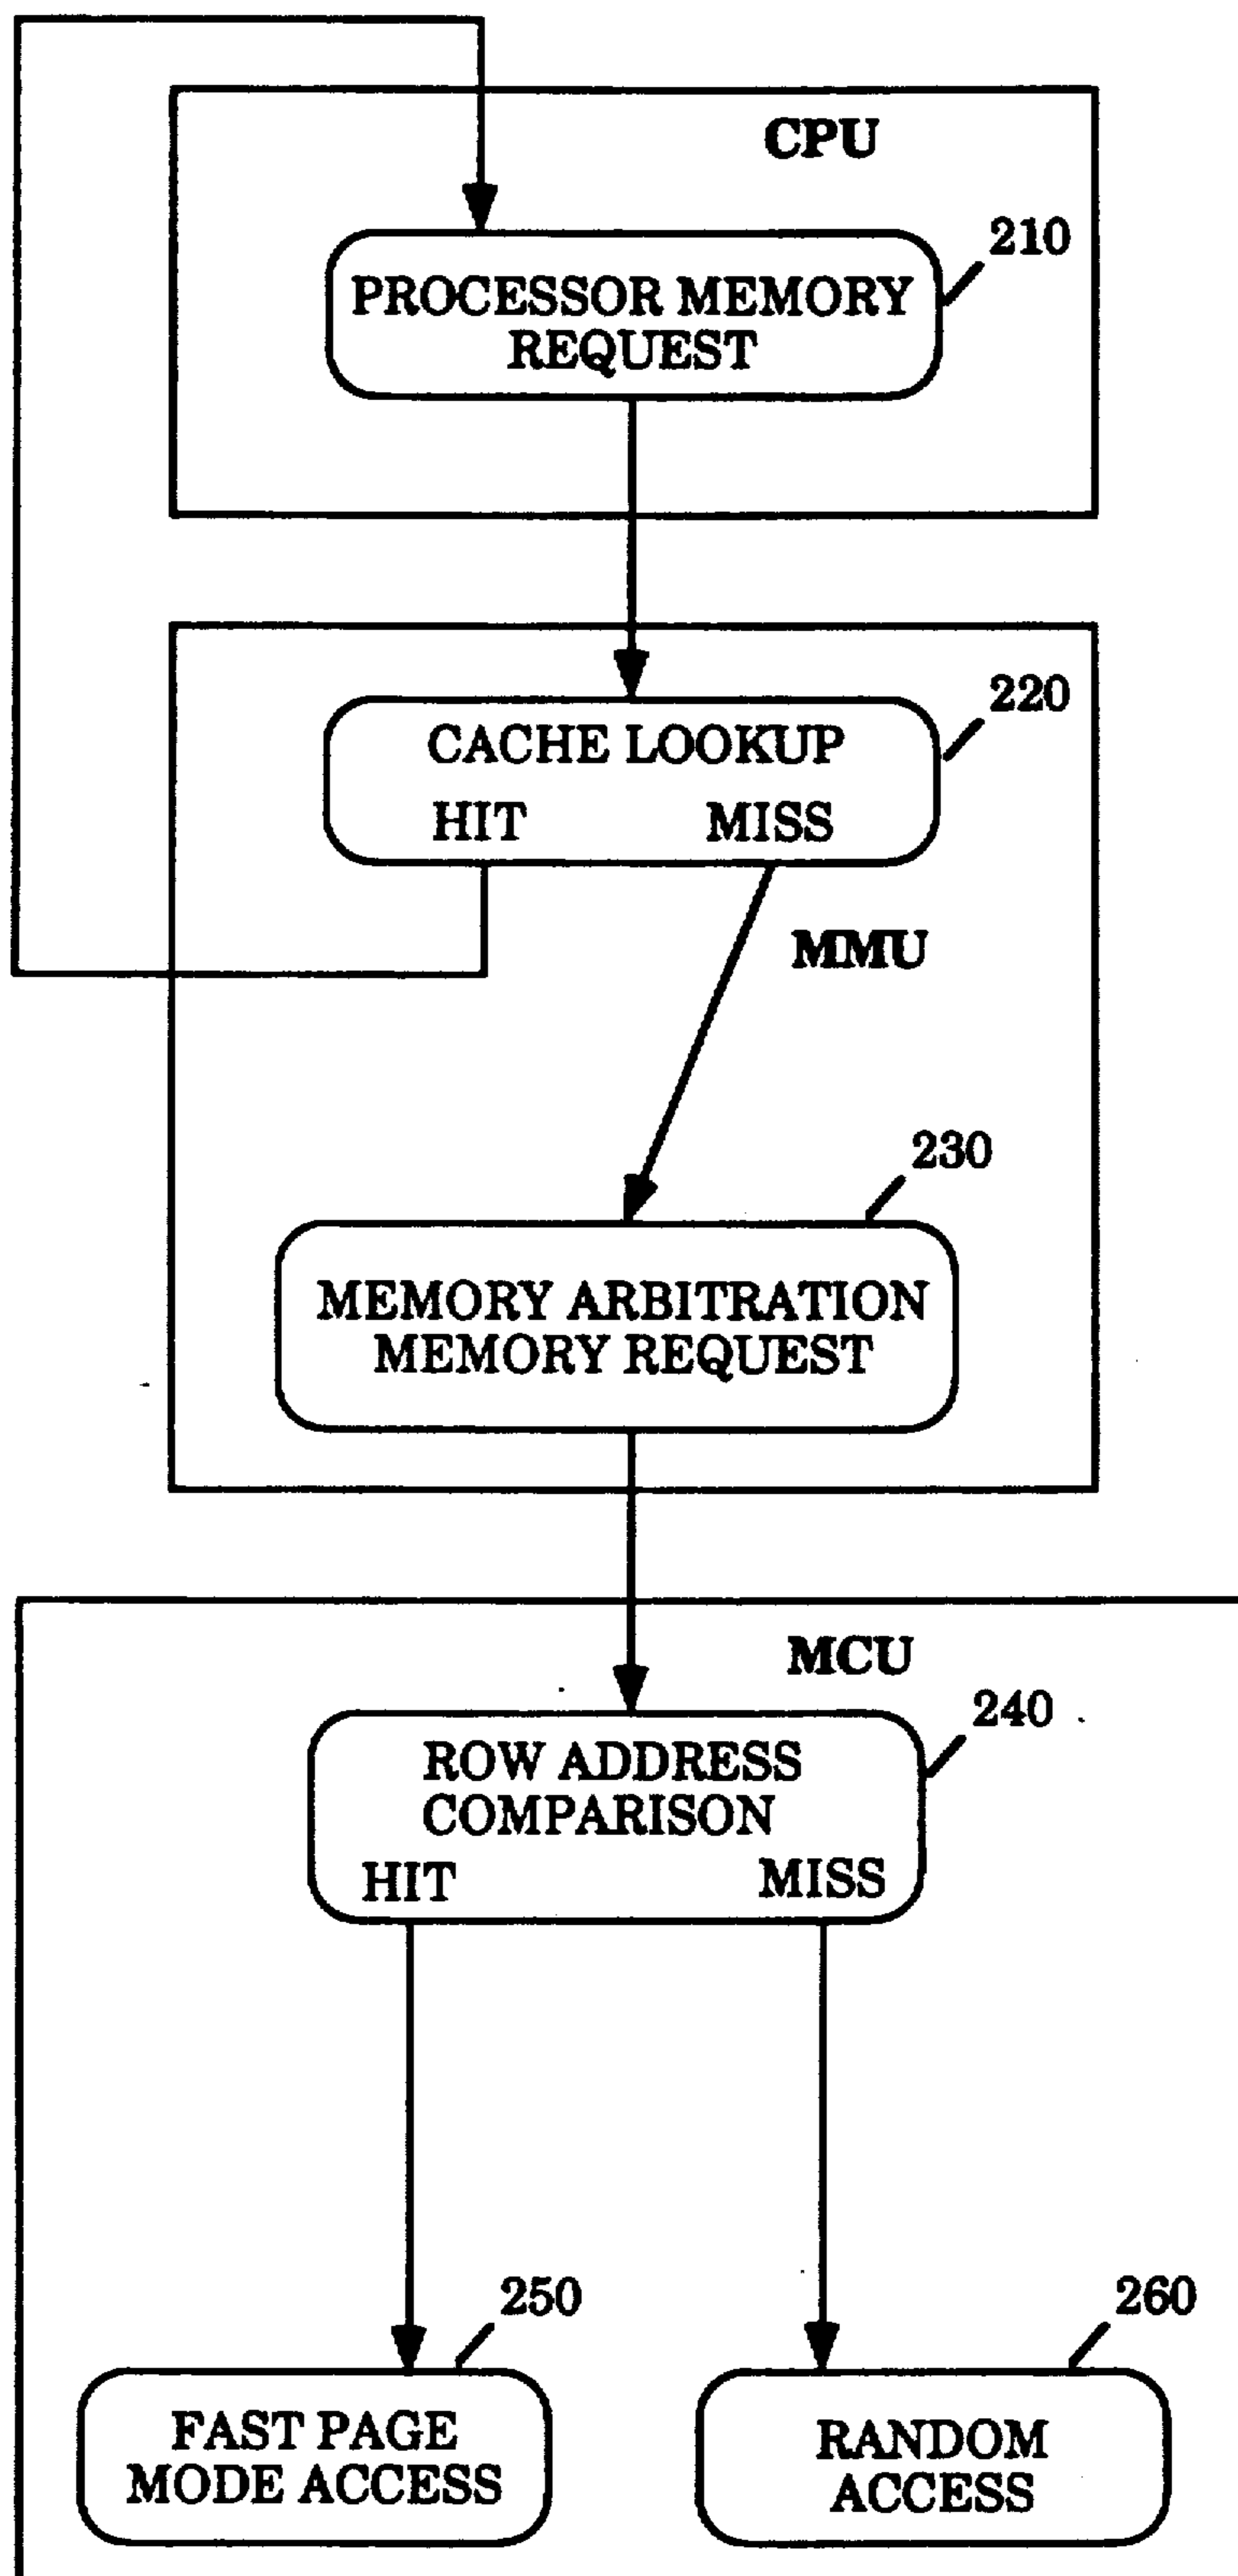 CPU
210
PROCESSOR MEMORY
REQUEST
220
CACHE LOOKUP
HIT MISS
MMU
230
MEMORY ARBITRATION
MEMORY REQUEST
MCU
240
ROW ADDRESS
COMPARISON
HIT MISS
250
260
FAST PAGE
MODE ACCESS
RANDOM
ACCESS